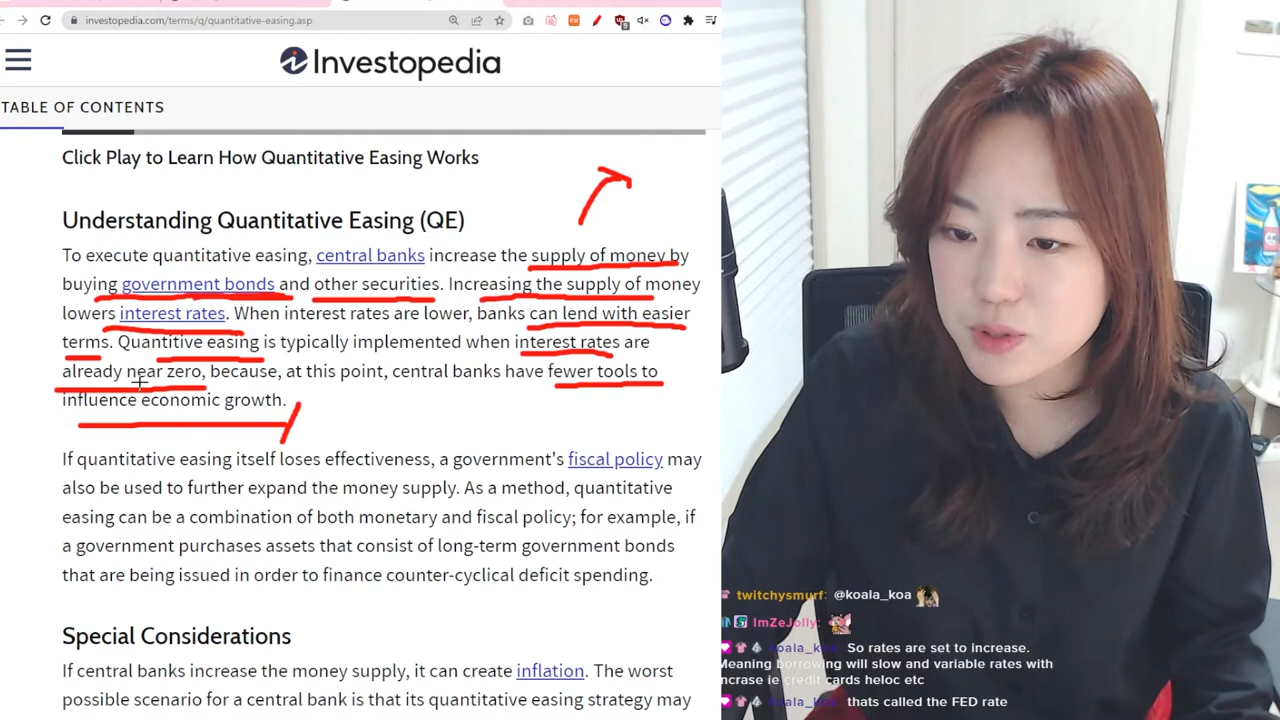 investopedia.com/terms/q/quantitative-easing.asp
Investopedia
TABLE OF CONTENTS
Click Play to Learn How Quantitative Easing Works
Understanding Quantitative Easing (QE)
To execute quantitative easing, central banks increase the supply of money by
buying government bonds and other securities. Increasing the supply of money
lowers interest rates. When interest rates are lower, banks can lend with easier
terms. Quantitive easing is typically implemented when interest rates are
already near zero, because, at this point, central banks have fewer tools to
influence economic growth.
If quantitative easing itself loses effectiveness, a government's fiscal policy may
also be used to further expand the money supply. As a method, quantitative
easing can be a combination of both monetary and fiscal policy; for example, if
a government purchases assets that consist of long-term government bonds
that are being issued in order to finance counter-cyclical deficit spending.
Special Considerations
If central banks increase the money supply, it can create inflation. The worst
possible scenario for a central bank is that its quantitative easing strategy may
twitchysmurf: @koala_koa
ImZeJolly:
koala_koa: So rates are set to increase.
Meaning borrowing will slow and variable rates with
incrase ie credit cards heloc etc
koala_koa: thats called the FED rate